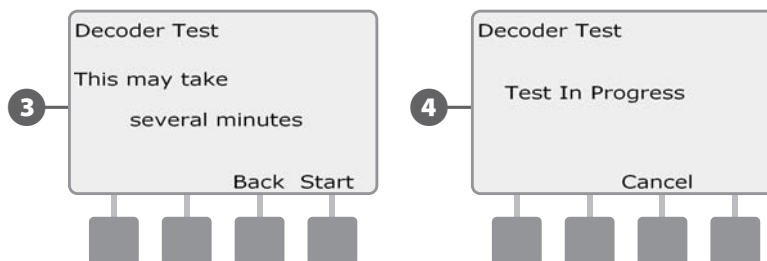 Decoder Test
This may take
several minutes
Back Start
3
Decoder Test
Test In Progress
Cancel
4